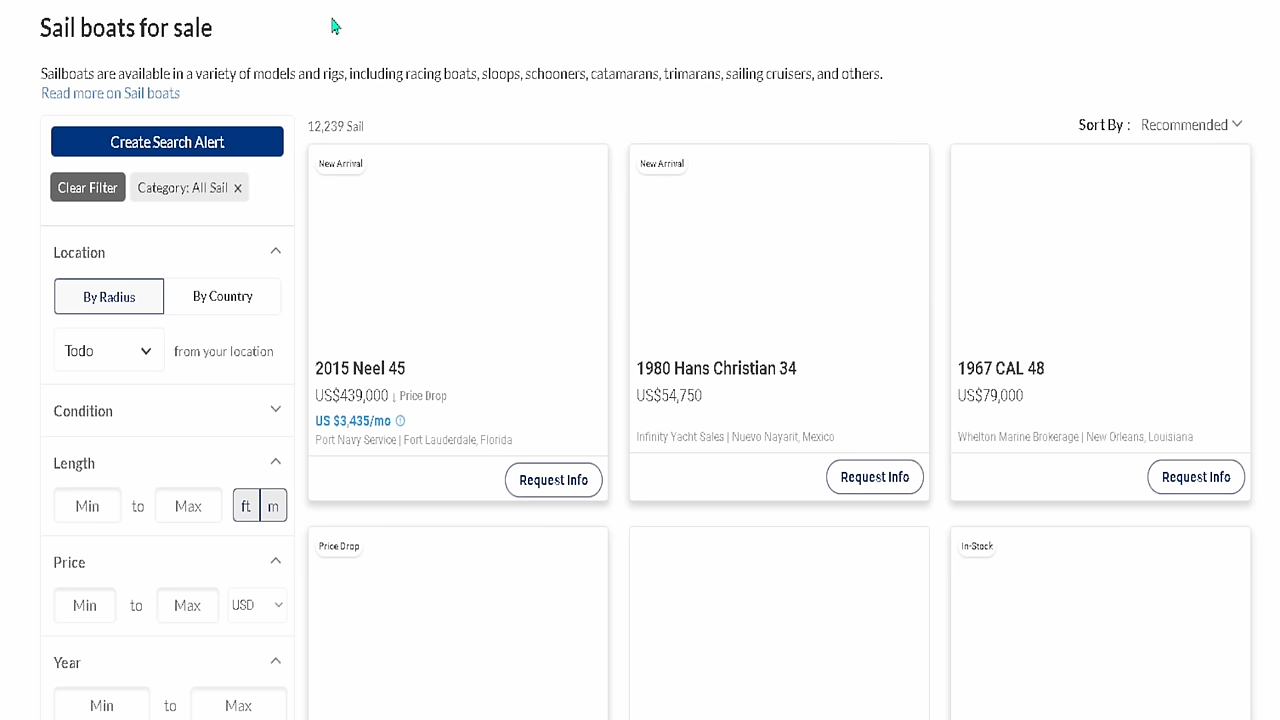 Sail boats for sale
Sailboats are available in a variety of models and rigs, including racing boats, sloops, schooners, catamarans, trimarans, sailing cruisers, and others.
Read more on Sail boats
Create Search Alert
Clear Filter
Category: All Sail x
Location
By Radius
By Country
Todo
from your location
Condition
Length
Min
to
Max
ft
m
Price
Min
to
Max
USD
Year
Min
to
Max
12,239 Sail
Sort By : Recommended
New Arrival
2015 Neel 45
US$439,000 ↓ Price Drop
US $3,435/mo
Port Navy Service | Fort Lauderdale, Florida
Request Info
New Arrival
1980 Hans Christian 34
US$54,750
Infinity Yacht Sales | Nuevo Nayarit, Mexico
Request Info
1967 CAL 48
US$79,000
Whelton Marine Brokerage | New Orleans, Louisiana
Request Info
Price Drop
In-Stock